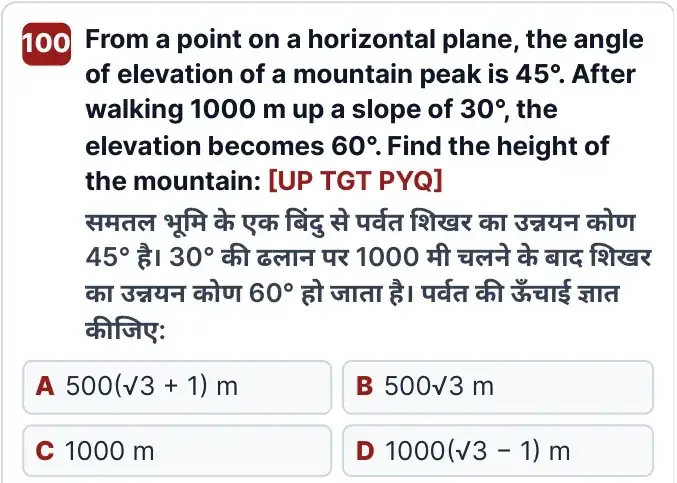 100 From a point on a horizontal plane, the angle
of elevation of a mountain peak is 45°. After
walking 1000 m up a slope of 30°, the
elevation becomes 60°. Find the height of
the mountain: [UP TGT PYQ]
समतल भूमि के एक बिंदु से पर्वत शिखर का उन्नयन कोण
45° है। 30° की ढलान पर 1000 मी चलने के बाद शिखर
का उन्नयन कोण 60° हो जाता है। पर्वत की ऊँचाई ज्ञात
कीजिए:
A 500(√3 + 1) m
B 500√3 m
C 1000 m
D 1000(√3 − 1) m